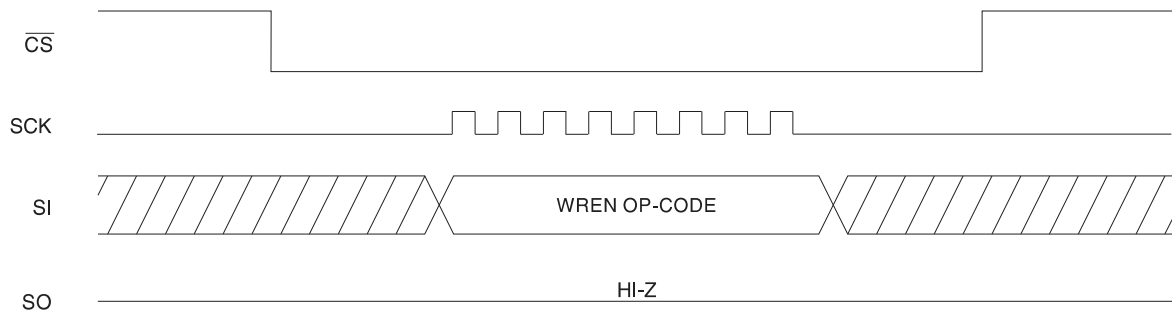 CS
SCK
SI
WREN OP-CODE
SO
HI-Z